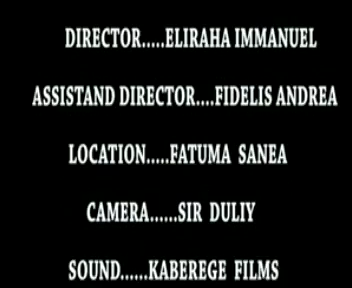 DIRECTOR.....ELIRAHA IMMANUEL
ASSISTAND DIRECTOR....FIDELIS ANDREA
LOCATION.....FATUMA SANEA
CAMERA......SIR DULIY
SOUND......KABEREGE FILMS